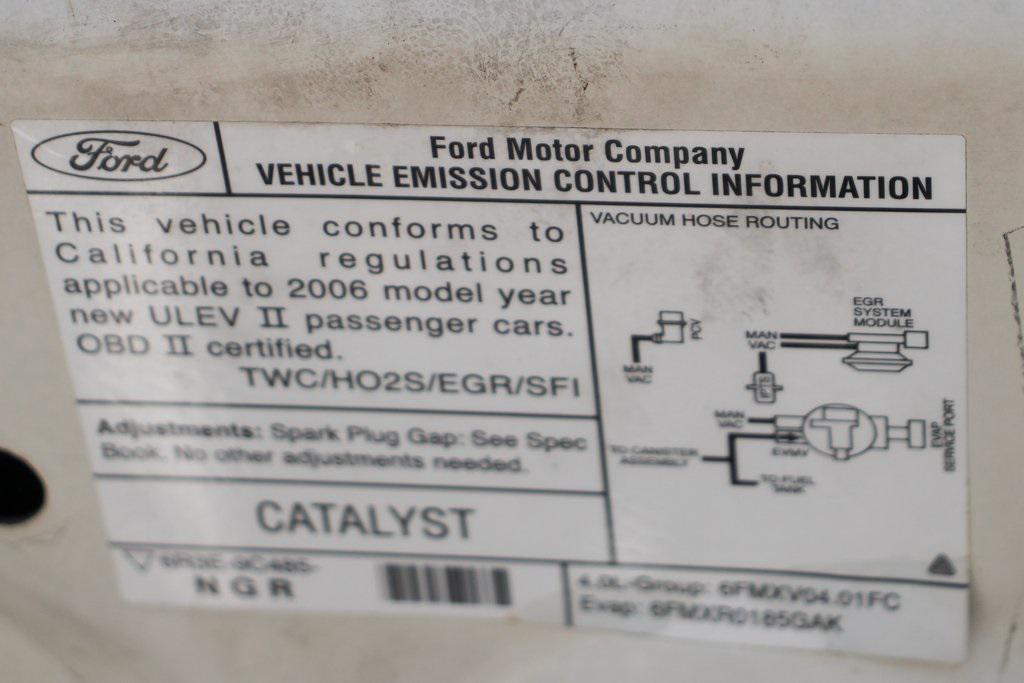 Ford
Ford Motor Company
VEHICLE EMISSION CONTROL INFORMATION
This vehicle conforms to
California regulations
applicable to 2006 model year
new ULEV II passenger cars.
OBD II certified.
TWC/HO2S/EGR/SFI
Adjustments: Spark Plug Gap: See Spec
Book. No other adjustments needed.
CATALYST
NGR
VACUUM HOSE ROUTING
PCV
MAN
VAC
EGR
SYSTEM
MODULE
MAN
VAC
MAN
VAC
TO CANISTER
ASSEMBLY
EVMV
TO FUEL
TANK
EVAP
SERVICE PORT
4.0L-Group: 6FMXV04.01FC
Evap: 6FMXR0185GAK